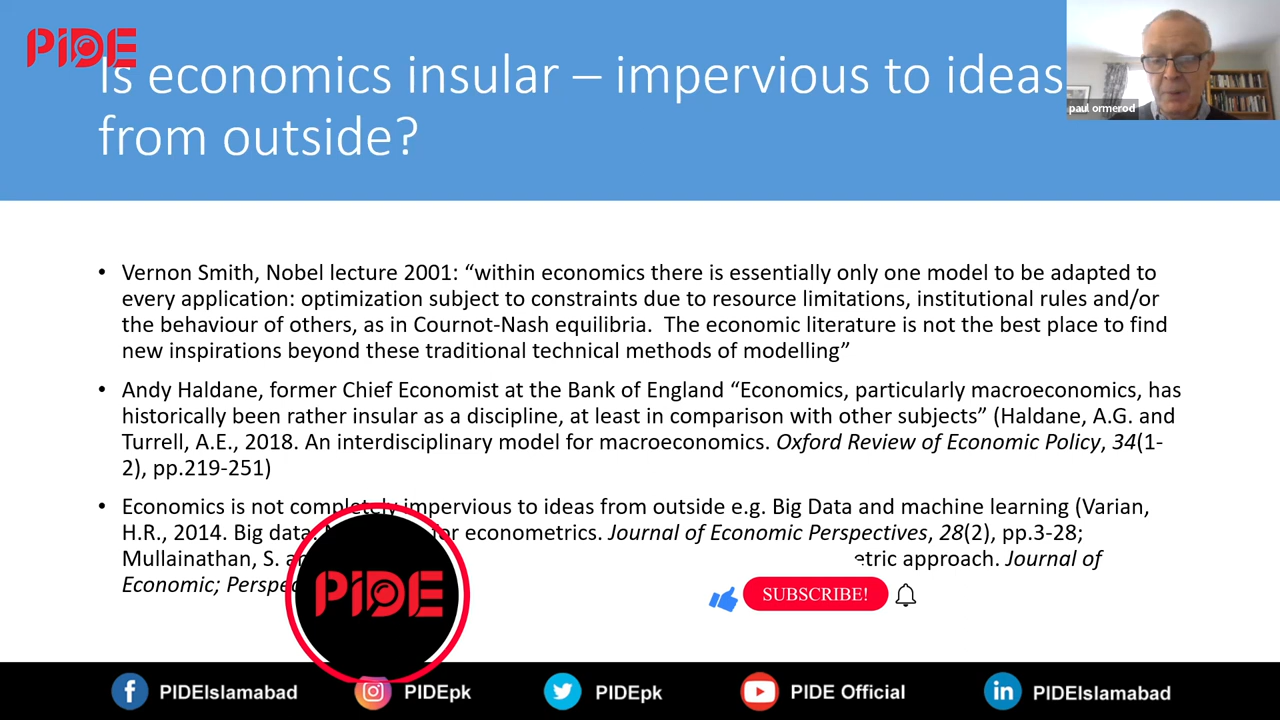 PiDE
Is economics insular – impervious to ideas
from outside?
paul ormerod
• Vernon Smith, Nobel lecture 2001: “within economics there is essentially only one model to be adapted to
every application: optimization subject to constraints due to resource limitations, institutional rules and/or
the behaviour of others, as in Cournot-Nash equilibria. The economic literature is not the best place to find
new inspirations beyond these traditional technical methods of modelling”
• Andy Haldane, former Chief Economist at the Bank of England “Economics, particularly macroeconomics, has
historically been rather insular as a discipline, at least in comparison with other subjects” (Haldane, A.G. and
Turrell, A.E., 2018. An interdisciplinary model for macroeconomics. Oxford Review of Economic Policy, 34(1-
2), pp.219-251)
• Economics is not completely impervious to ideas from outside e.g. Big Data and machine learning (Varian,
H.R., 2014. Big data: for econometrics. Journal of Economic Perspectives, 28(2), pp.3-28;
Mullainathan, S. approach. Journal of
Economic;
PiDE
SUBSCRIBE!
PIDEIslamabad
PIDEpk
PIDEpk
PIDE Official
PIDEIslamabad